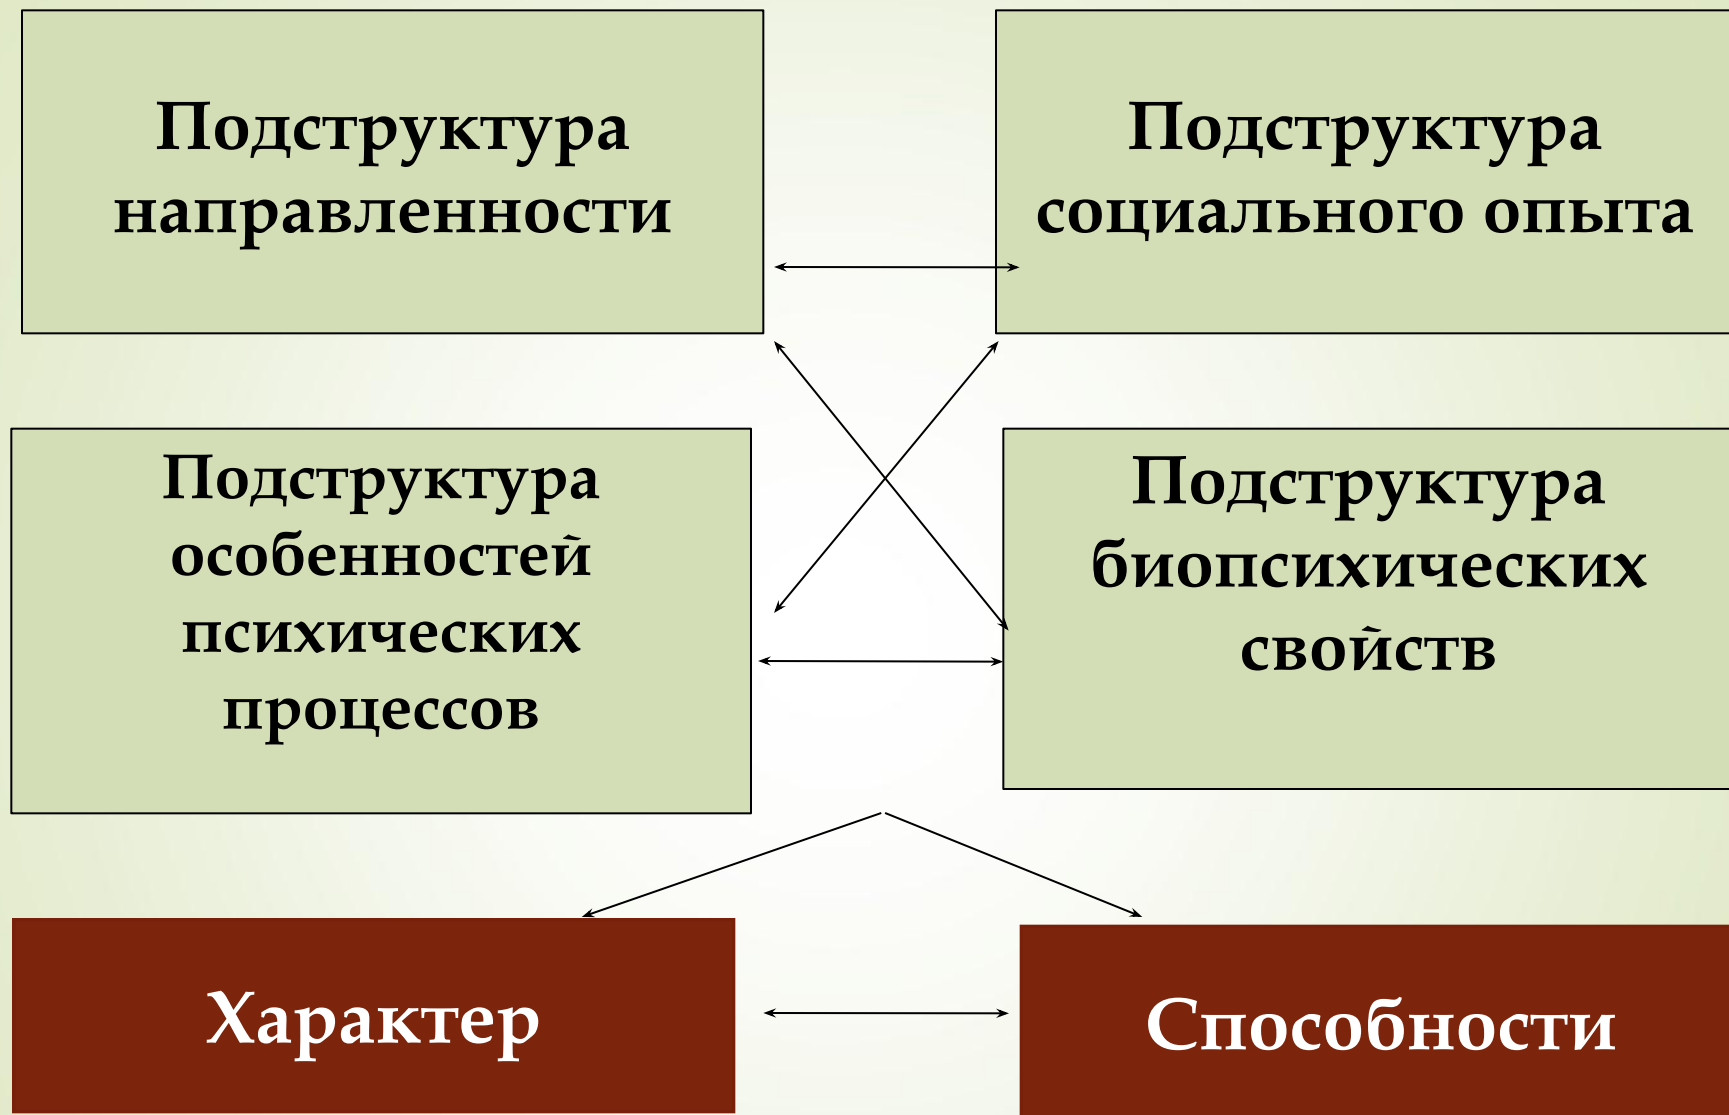 Подструктура
направленности
Подструктура
социального опыта
Подструктура
особенностей
психических
процессов
Подструктура
биопсихических
свойств
Характер
Способности